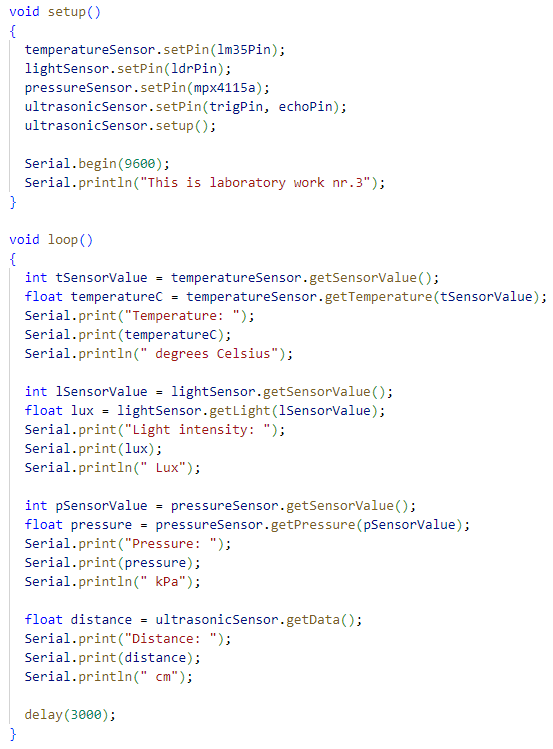 void setup()
{
  temperatureSensor.setPin(lm35Pin);
  lightSensor.setPin(ldrPin);
  pressureSensor.setPin(mpx4115a);
  ultrasonicSensor.setPin(trigPin, echoPin);
  ultrasonicSensor.setup();

  Serial.begin(9600);
  Serial.println("This is laboratory work nr.3");
}

void loop()
{
  int tSensorValue = temperatureSensor.getSensorValue();
  float temperatureC = temperatureSensor.getTemperature(tSensorValue);
  Serial.print("Temperature: ");
  Serial.print(temperatureC);
  Serial.println(" degrees Celsius");

  int lSensorValue = lightSensor.getSensorValue();
  float lux = lightSensor.getLight(lSensorValue);
  Serial.print("Light intensity: ");
  Serial.print(lux);
  Serial.println(" Lux");

  int pSensorValue = pressureSensor.getSensorValue();
  float pressure = pressureSensor.getPressure(pSensorValue);
  Serial.print("Pressure: ");
  Serial.print(pressure);
  Serial.println(" kPa");

  float distance = ultrasonicSensor.getData();
  Serial.print("Distance: ");
  Serial.print(distance);
  Serial.println(" cm");

  delay(3000);
}